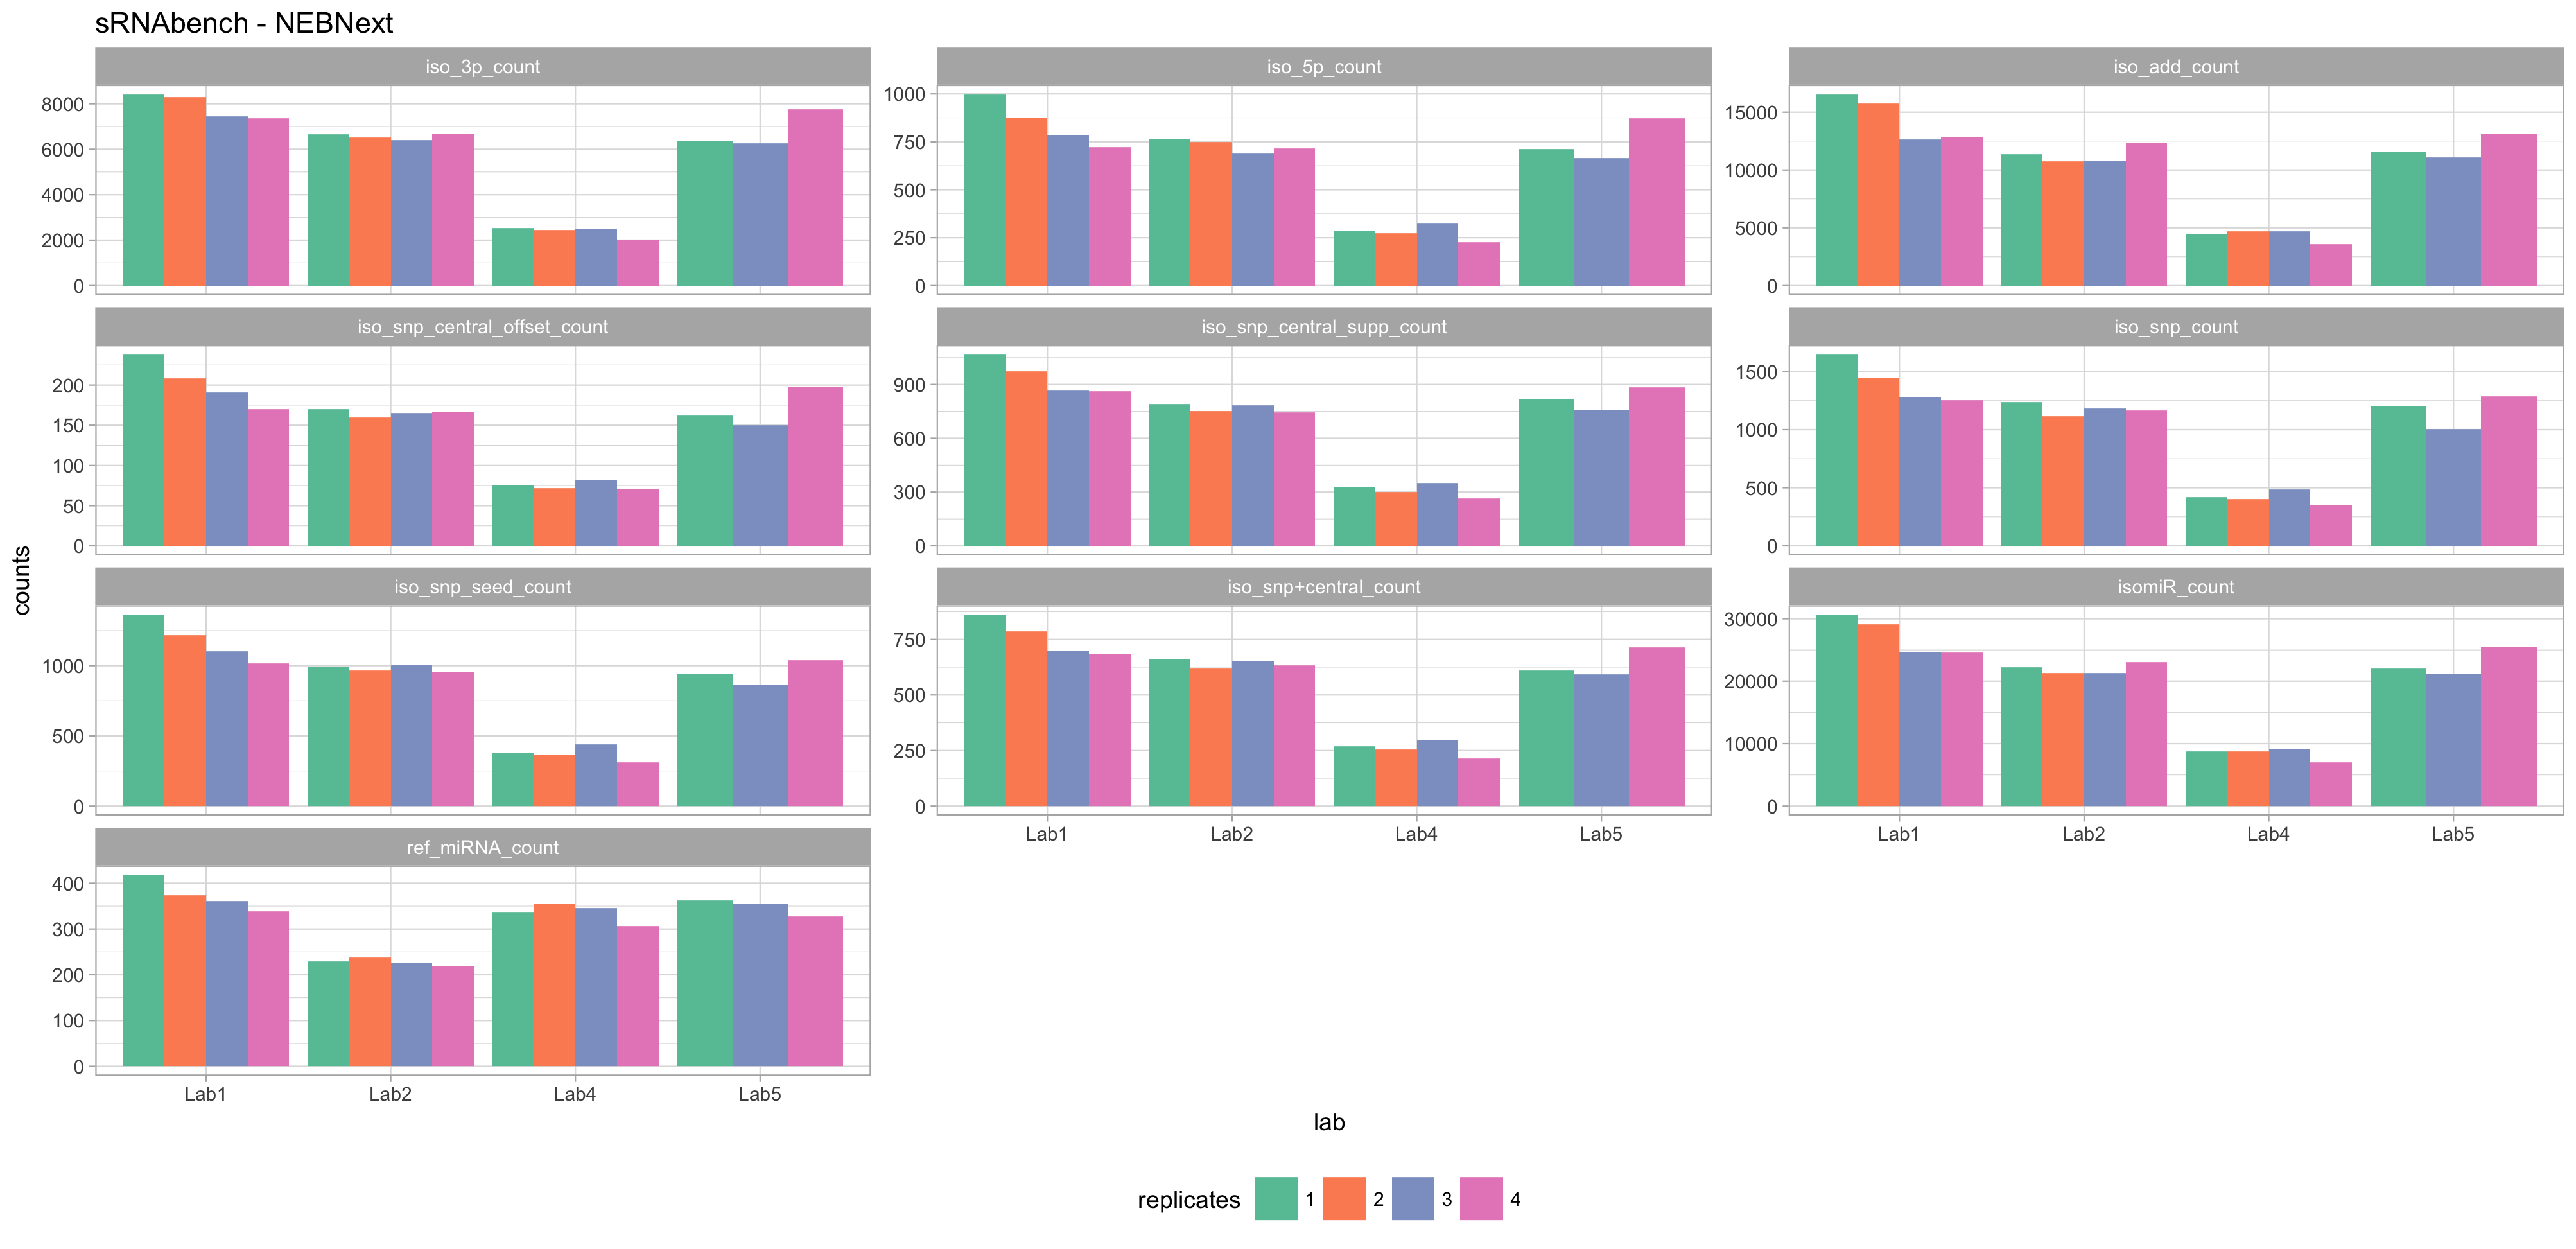 sRNAbench - NEBNext
iso_3p_count
iso_5p_count
iso_add_count
8000
6000
4000
2000
0
1000
750
500
250
0
15000
10000
5000
0
iso_snp_central_offset_count
iso_snp_central_supp_count
iso_snp_count
200
150
100
50
0
900
600
300
0
1500
1000
500
0
counts
iso_snp_seed_count
iso_snp+central_count
isomiR_count
1000
500
0
750
500
250
0
30000
20000
10000
0
Lab1 Lab2 Lab4 Lab5
Lab1 Lab2 Lab4 Lab5
ref_miRNA_count
400
300
200
100
0
Lab1 Lab2 Lab4 Lab5
lab
replicates 1 2 3 4